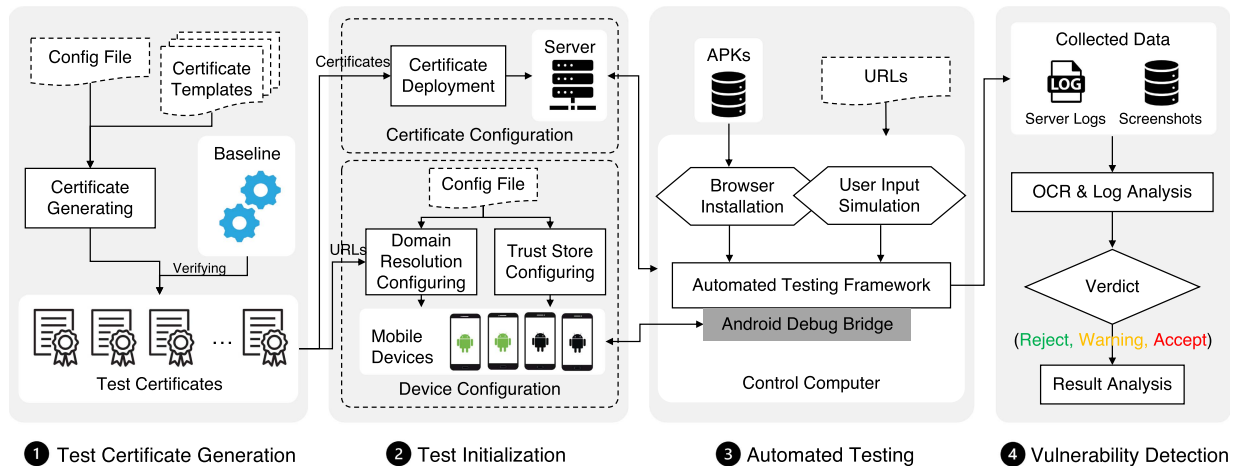 Config File
Certificate
Templates
Baseline
Certificate
Generating
Verifying
...
Test Certificates
Certificates
Certificate
Deployment
Server
Certificate Configuration
Config File
URLs
Domain
Resolution
Configuring
Trust Store
Configuring
Mobile
Devices
Device Configuration
APKs
URLs
Browser
Installation
User Input
Simulation
Automated Testing Framework
Android Debug Bridge
Control Computer
Collected Data
LOG
Server Logs
Screenshots
OCR & Log Analysis
Verdict
(Reject, Warning, Accept)
Result Analysis
1 Test Certificate Generation
2 Test Initialization
3 Automated Testing
4 Vulnerability Detection